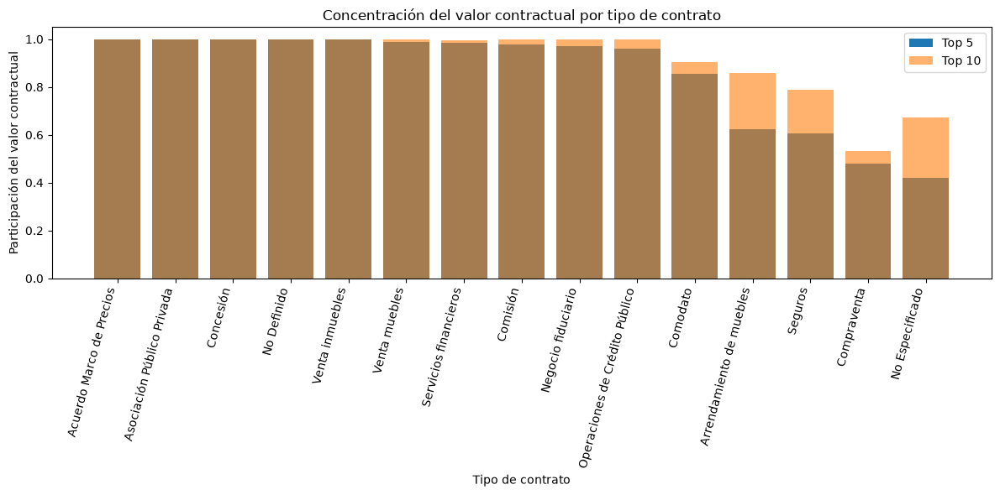 Concentración del valor contractual por tipo de contrato
Participación del valor contractual
1.0
0.8
0.6
0.4
0.2
0.0
Top 5
Top 10
Acuerdo Marco de Precios
Asociación Público Privada
Concesión
No Definido
Venta inmuebles
Venta muebles
Servicios financieros
Comisión
Negocio fiduciario
Operaciones de Crédito Público
Comodato
Arrendamiento de muebles
Seguros
Compraventa
No Especificado
Tipo de contrato